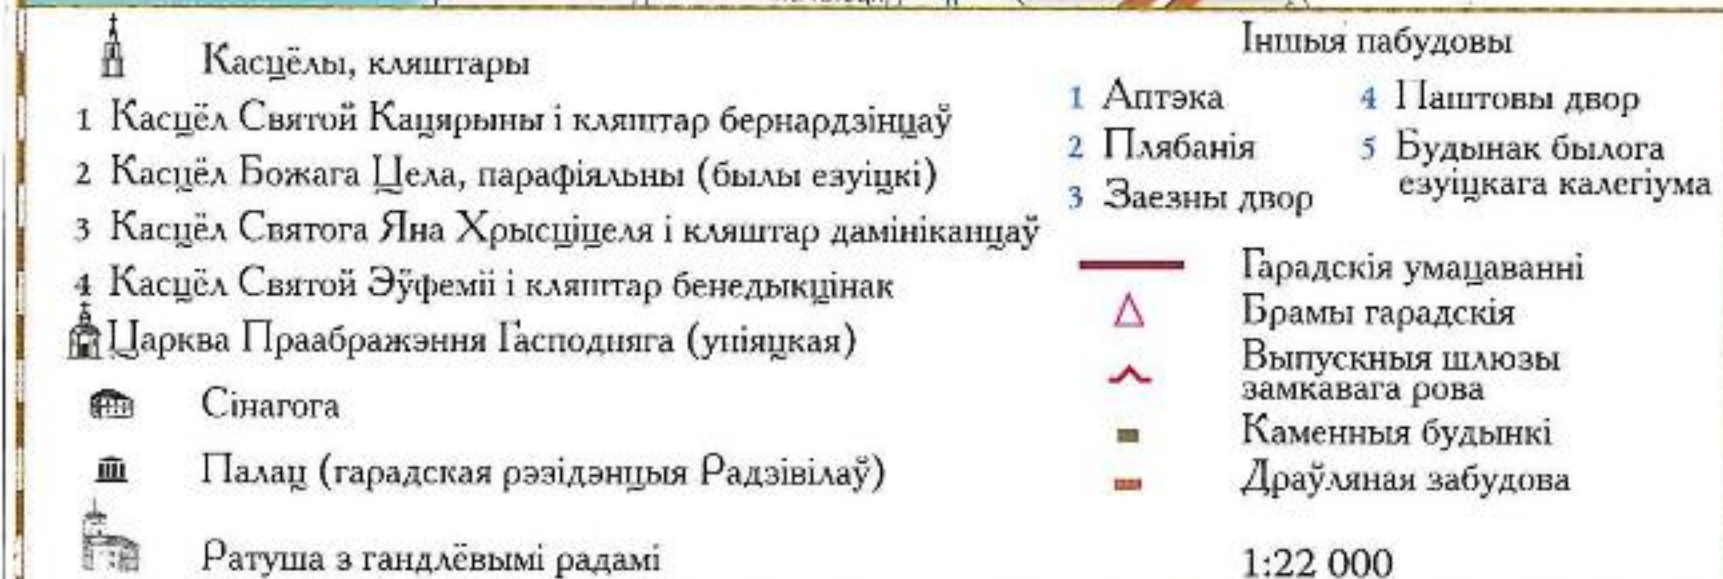 Касцёлы, кляштары
1 Касцёл Святой Кацярыны і кляштар бернардзінцаў
2 Касцёл Божага Цела, парафіяльны (былы езуіцкі)
3 Касцёл Святога Яна Хрысціцеля і кляштар дамініканцаў
4 Касцёл Святой Эўфеміі і кляштар бенедыкцінак
Царква Праабражэння Гасподняга (уніяцкая)
Сінагога
Палац (гарадская рэзідэнцыя Радзівілаў)
Ратуша з гандлёвымі радамі
Іншыя пабудовы
1 Аптэка
2 Плябанія
3 Заезны двор
4 Паштовы двор
5 Будынак былога
езуіцкага калегіума
Гарадскія умацаванні
Брамы гарадскія
Выпускныя шлюзы
замкавага рова
Каменныя будынкі
Драўляная забудова
1:22 000